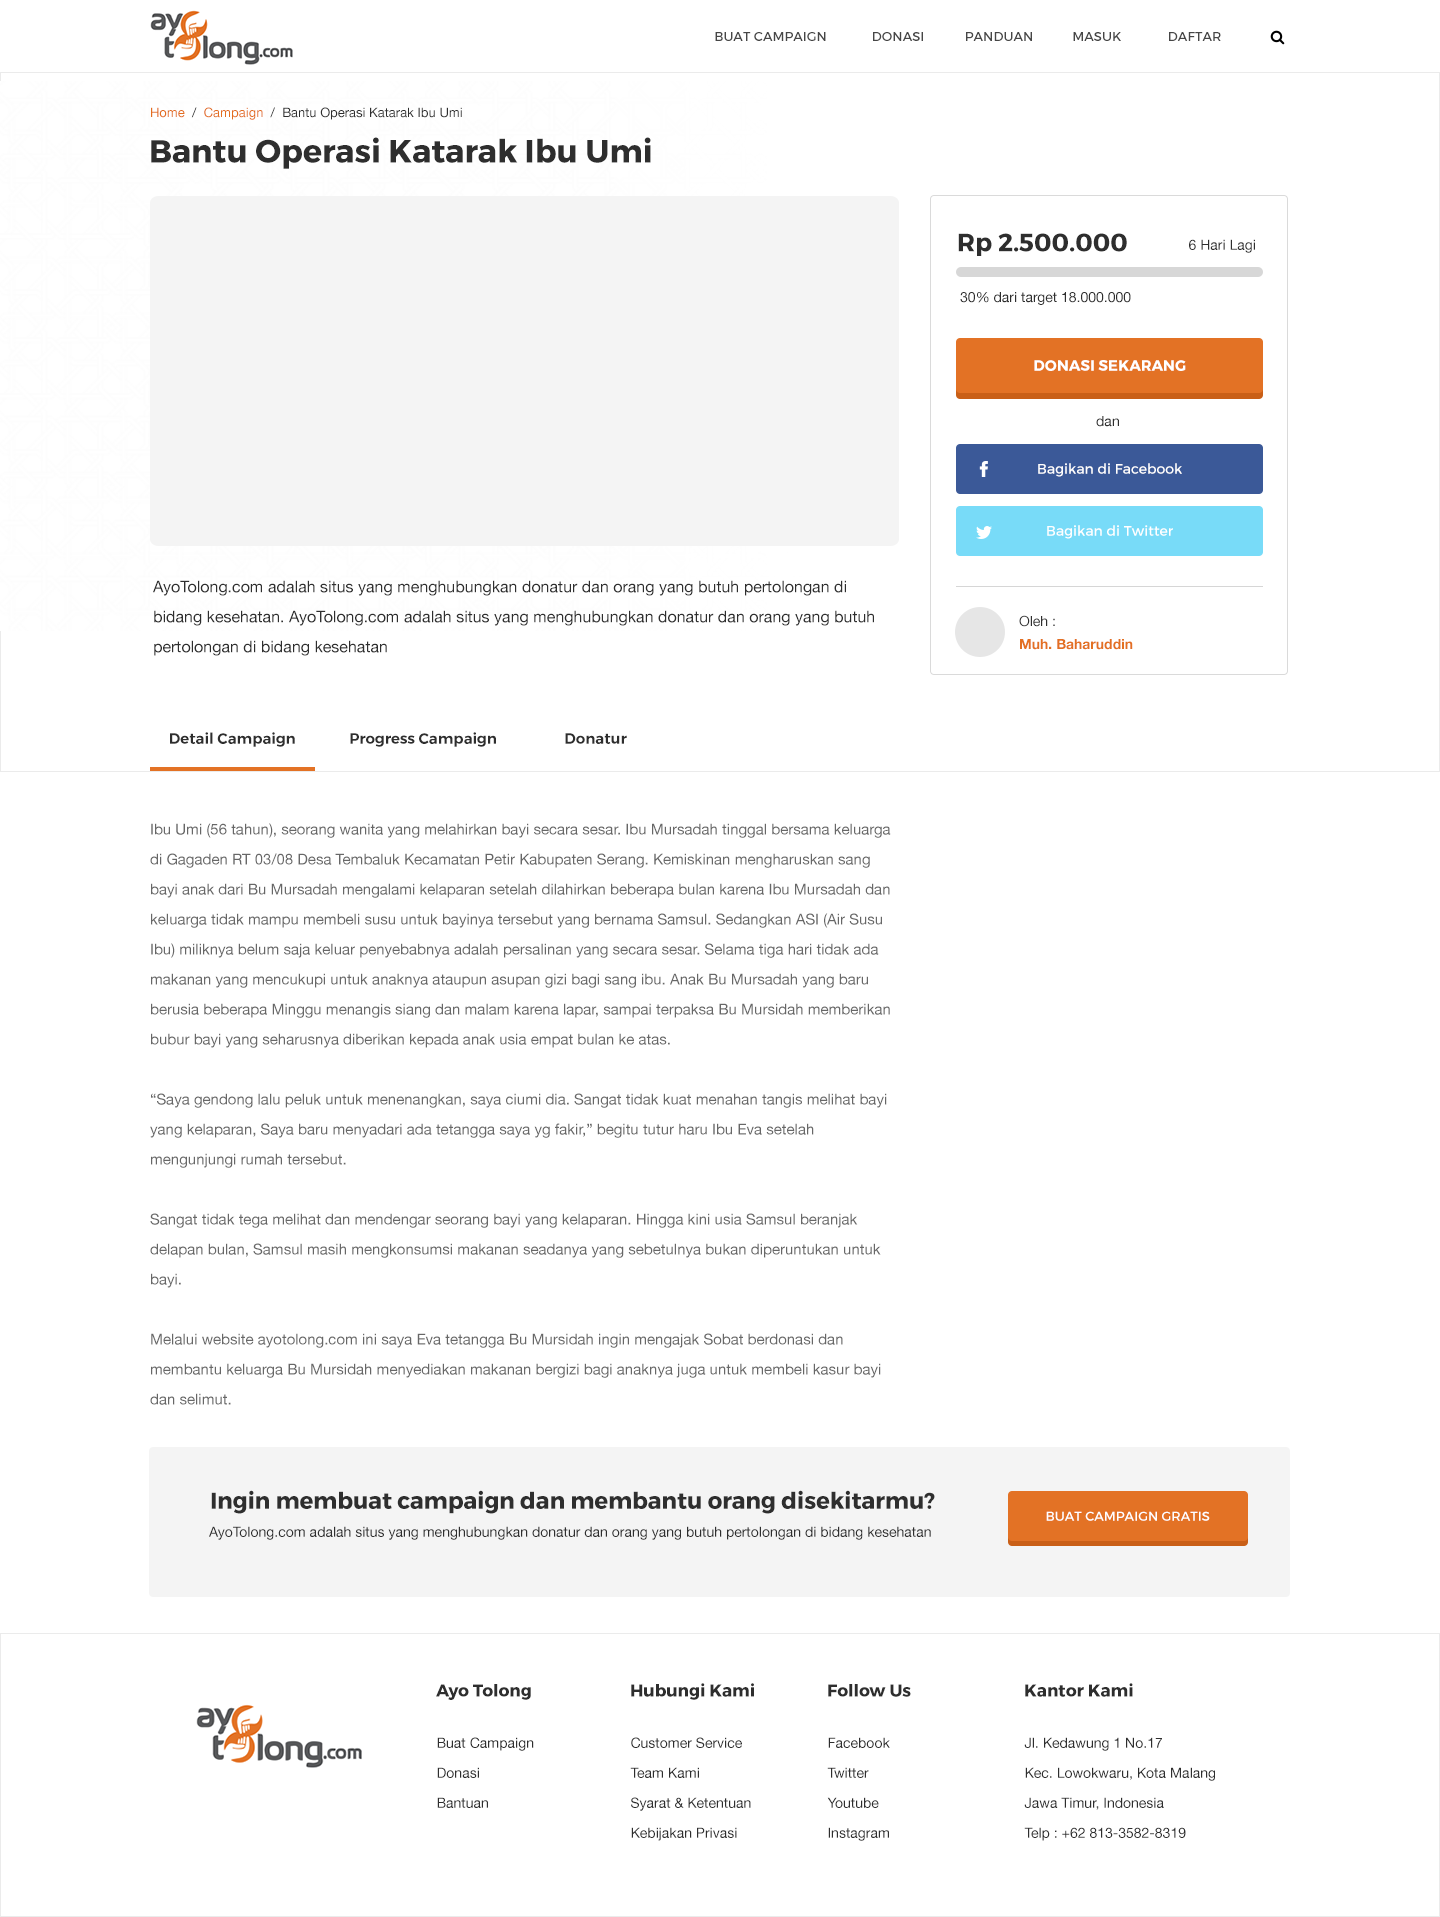 ayo tolong.com
BUAT CAMPAIGN DONASI PANDUAN MASUK DAFTAR
Home / Campaign / Bantu Operasi Katarak Ibu Umi
Bantu Operasi Katarak Ibu Umi
Rp 2.500.000 6 Hari Lagi
30% dari target 18.000.000
DONASI SEKARANG
dan
Bagikan di Facebook
Bagikan di Twitter
Oleh :
Muh. Baharuddin
AyoTolong.com adalah situs yang menghubungkan donatur dan orang yang butuh pertolongan di
bidang kesehatan. AyoTolong.com adalah situs yang menghubungkan donatur dan orang yang butuh
pertolongan di bidang kesehatan
Detail Campaign Progress Campaign Donatur
Ibu Umi (56 tahun), seorang wanita yang melahirkan bayi secara sesar. Ibu Mursadah tinggal bersama keluarga
di Gagaden RT 03/08 Desa Tembaluk Kecamatan Petir Kabupaten Serang. Kemiskinan mengharuskan sang
bayi anak dari Bu Mursadah mengalami kelaparan setelah dilahirkan beberapa bulan karena Ibu Mursadah dan
keluarga tidak mampu membeli susu untuk bayinya tersebut yang bernama Samsul. Sedangkan ASI (Air Susu
Ibu) miliknya belum saja keluar penyebabnya adalah persalinan yang secara sesar. Selama tiga hari tidak ada
makanan yang mencukupi untuk anaknya ataupun asupan gizi bagi sang ibu. Anak Bu Mursadah yang baru
berusia beberapa Minggu menangis siang dan malam karena lapar, sampai terpaksa Bu Mursidah memberikan
bubur bayi yang seharusnya diberikan kepada anak usia empat bulan ke atas.
“Saya gendong lalu peluk untuk menenangkan, saya ciumi dia. Sangat tidak kuat menahan tangis melihat bayi
yang kelaparan, Saya baru menyadari ada tetangga saya yg fakir,” begitu tutur haru Ibu Eva setelah
mengunjungi rumah tersebut.
Sangat tidak tega melihat dan mendengar seorang bayi yang kelaparan. Hingga kini usia Samsul beranjak
delapan bulan, Samsul masih mengkonsumsi makanan seadanya yang sebetulnya bukan diperuntukan untuk
bayi.
Melalui website ayotolong.com ini saya Eva tetangga Bu Mursidah ingin mengajak Sobat berdonasi dan
membantu keluarga Bu Mursidah menyediakan makanan bergizi bagi anaknya juga untuk membeli kasur bayi
dan selimut.
Ingin membuat campaign dan membantu orang disekitarmu?
AyoTolong.com adalah situs yang menghubungkan donatur dan orang yang butuh pertolongan di bidang kesehatan
BUAT CAMPAIGN GRATIS
ayo tolong.com
Ayo Tolong
Buat Campaign
Donasi
Bantuan
Hubungi Kami
Customer Service
Team Kami
Syarat & Ketentuan
Kebijakan Privasi
Follow Us
Facebook
Twitter
Youtube
Instagram
Kantor Kami
Jl. Kedawung 1 No.17
Kec. Lowokwaru, Kota Malang
Jawa Timur, Indonesia
Telp : +62 813-3582-8319